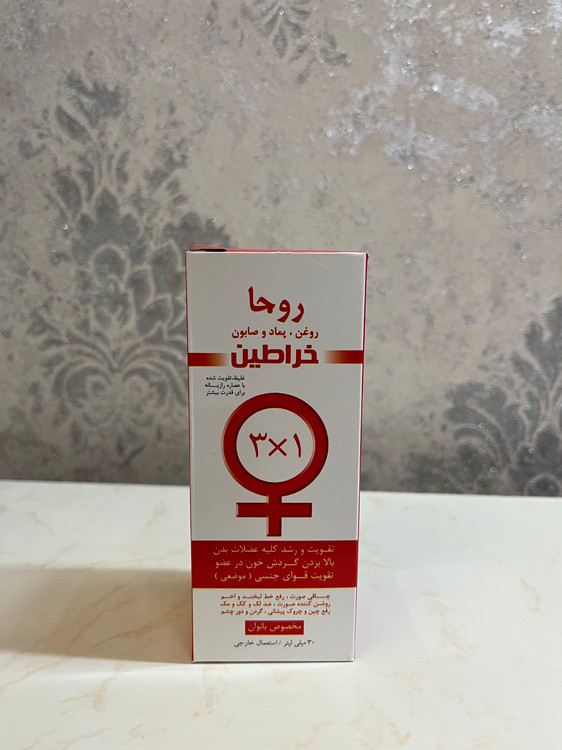 روحا
روغن ، پماد و صابون
خراطین
غلیظ،تقویت شده
با عصاره رازیانه
برای قدرت بیشتر
۳×۱
تقویت و رشد کلیه عضلات بدن
بالا بردن گردش خون در عضو
تقویت قوای جنسی ( موضعی )
چاقی صورت ، رفع خط لبخند و اخم
روشن کننده صورت ، ضد لک و کک و مک
رفع چین و چروک پیشانی ، گردن و دور چشم
مخصوص بانوان
۳۰ میلی لیتر / استعمال خارجی